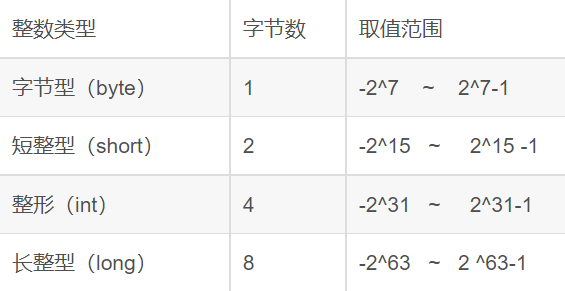 整数类型 字节数 取值范围
字节型（byte） 1 -2^7 ~ 2^7-1
短整型（short） 2 -2^15 ~ 2^15 -1
整形（int） 4 -2^31 ~ 2^31-1
长整型（long） 8 -2^63 ~ 2 ^63-1